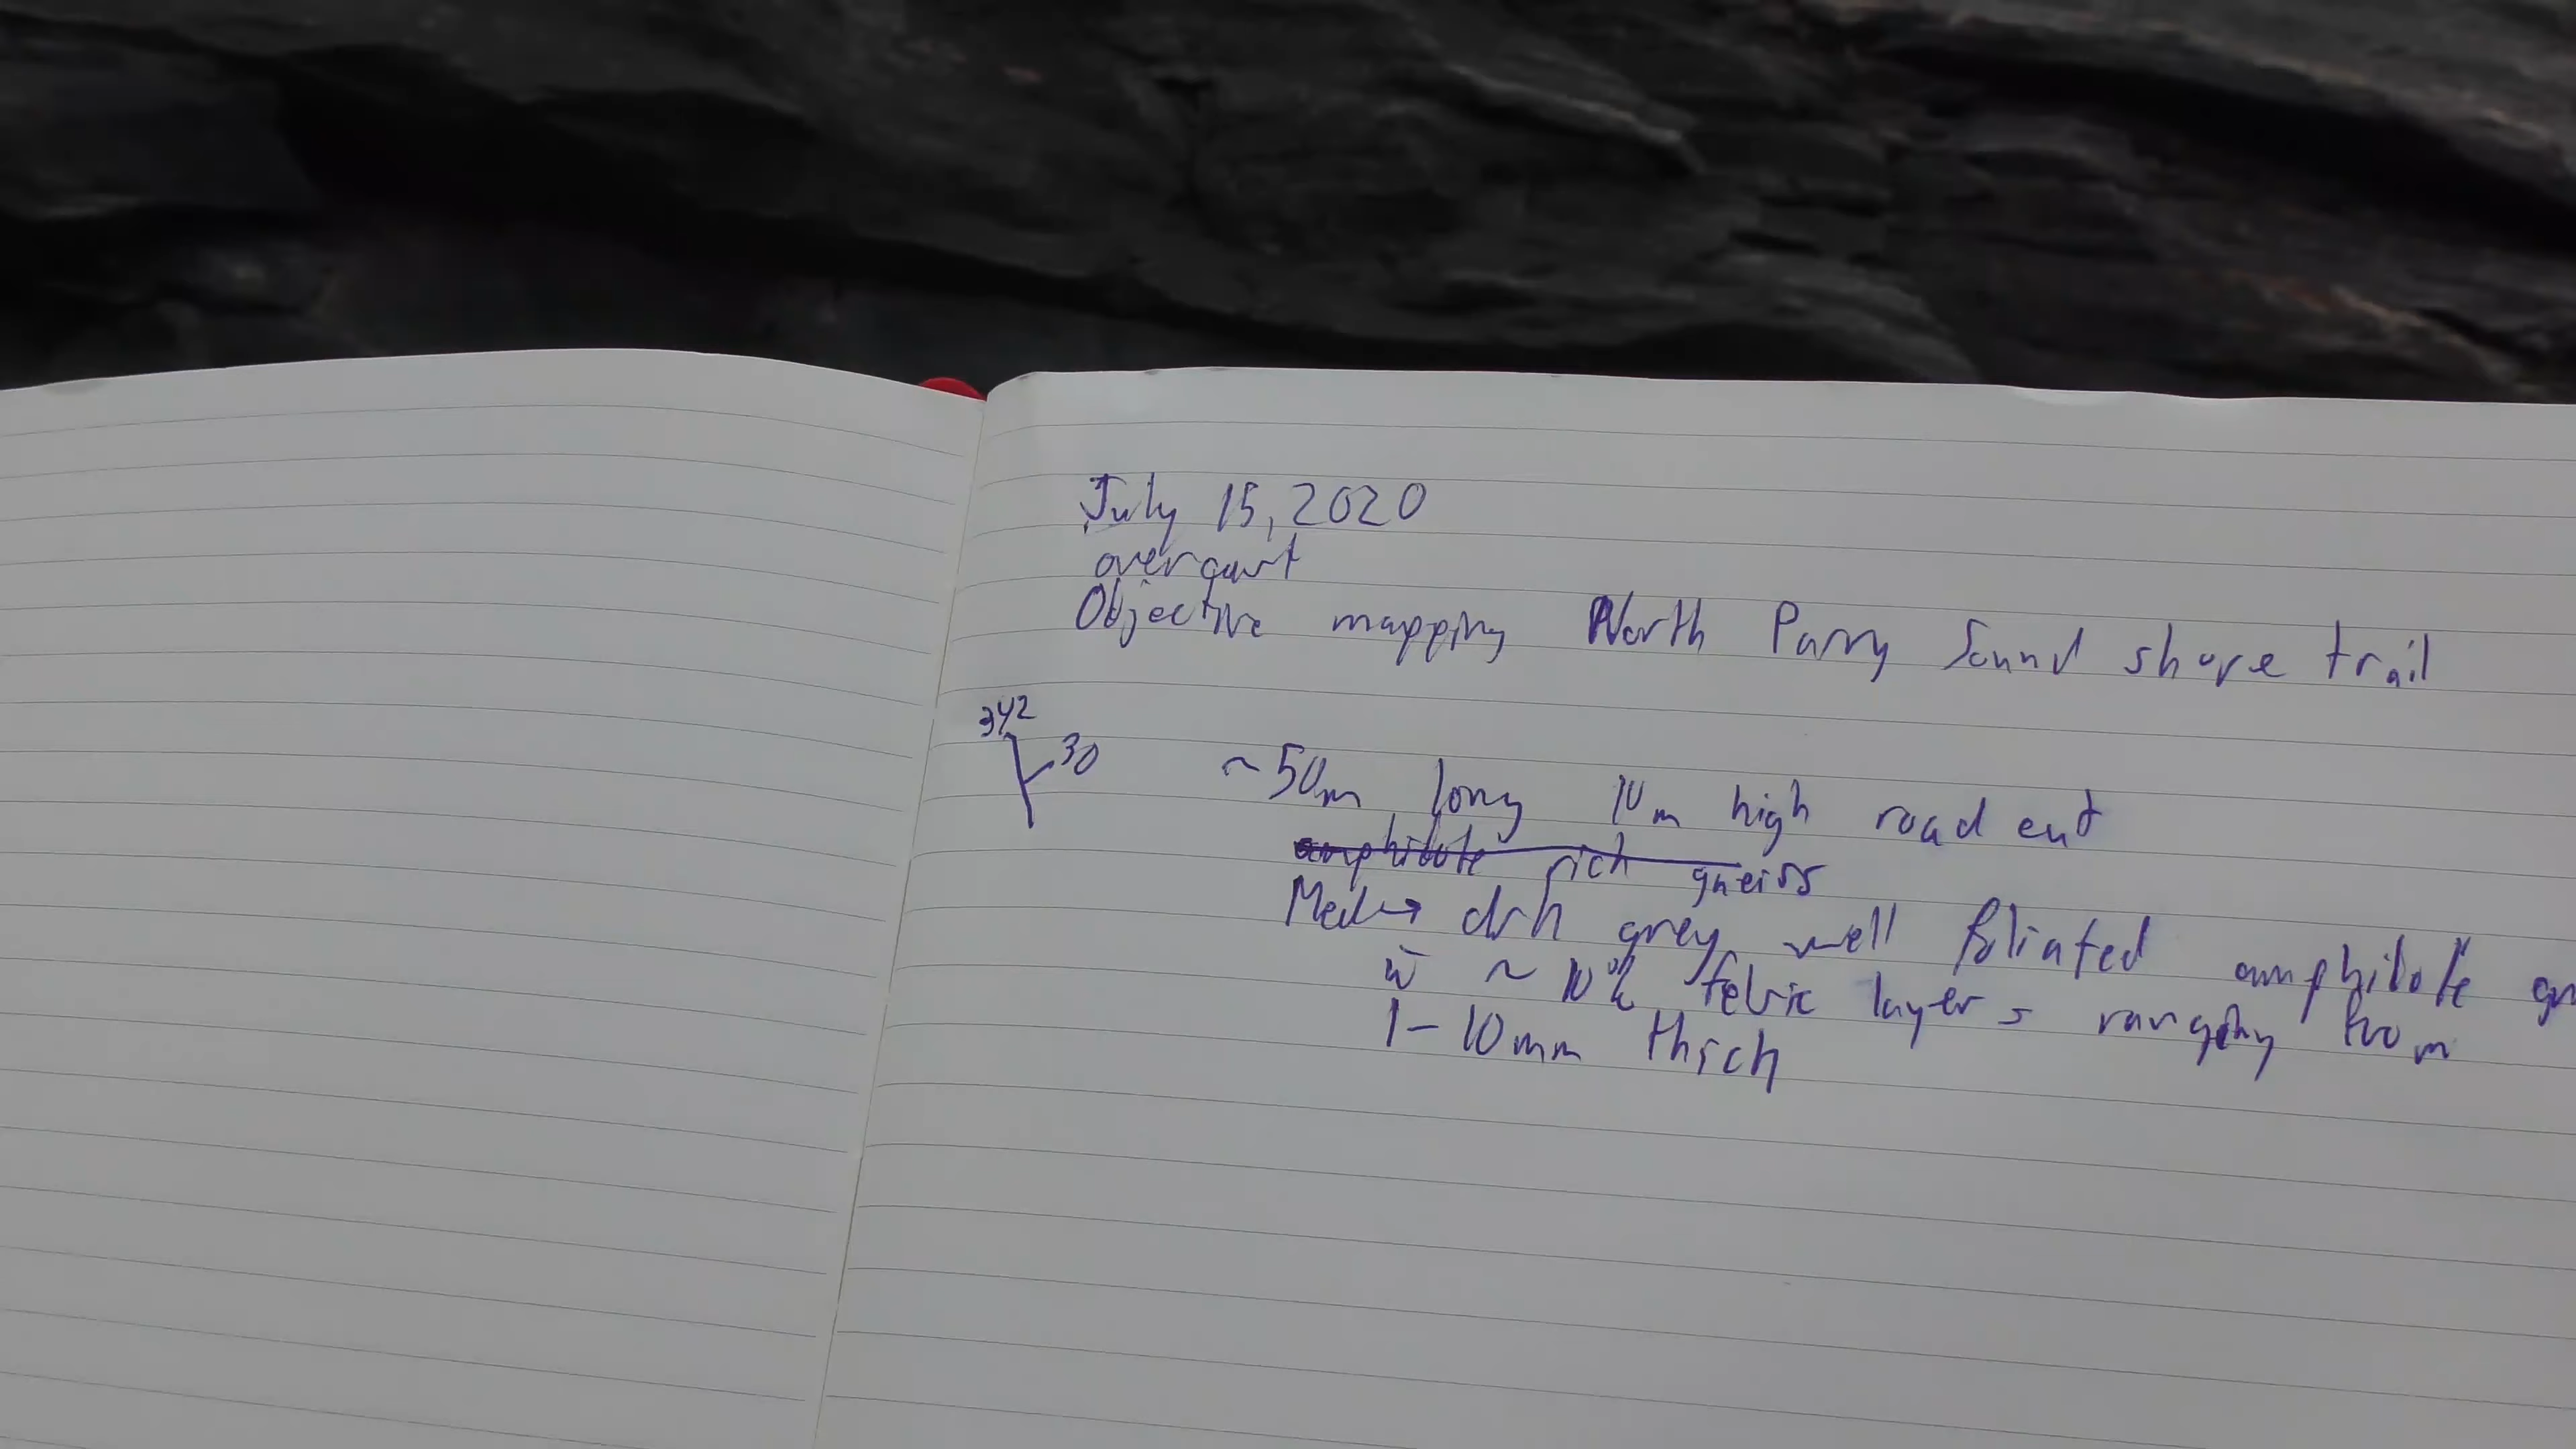 July 15, 2020
overcast
Objective mapping North Parry Sound shore trail
342
30
~50m long 10m high road cut
amphibole rich gneiss
Med → drk grey well foliated amphibole gn
w̄ ~ 10% felsic layers ranging from
1-10mm thick